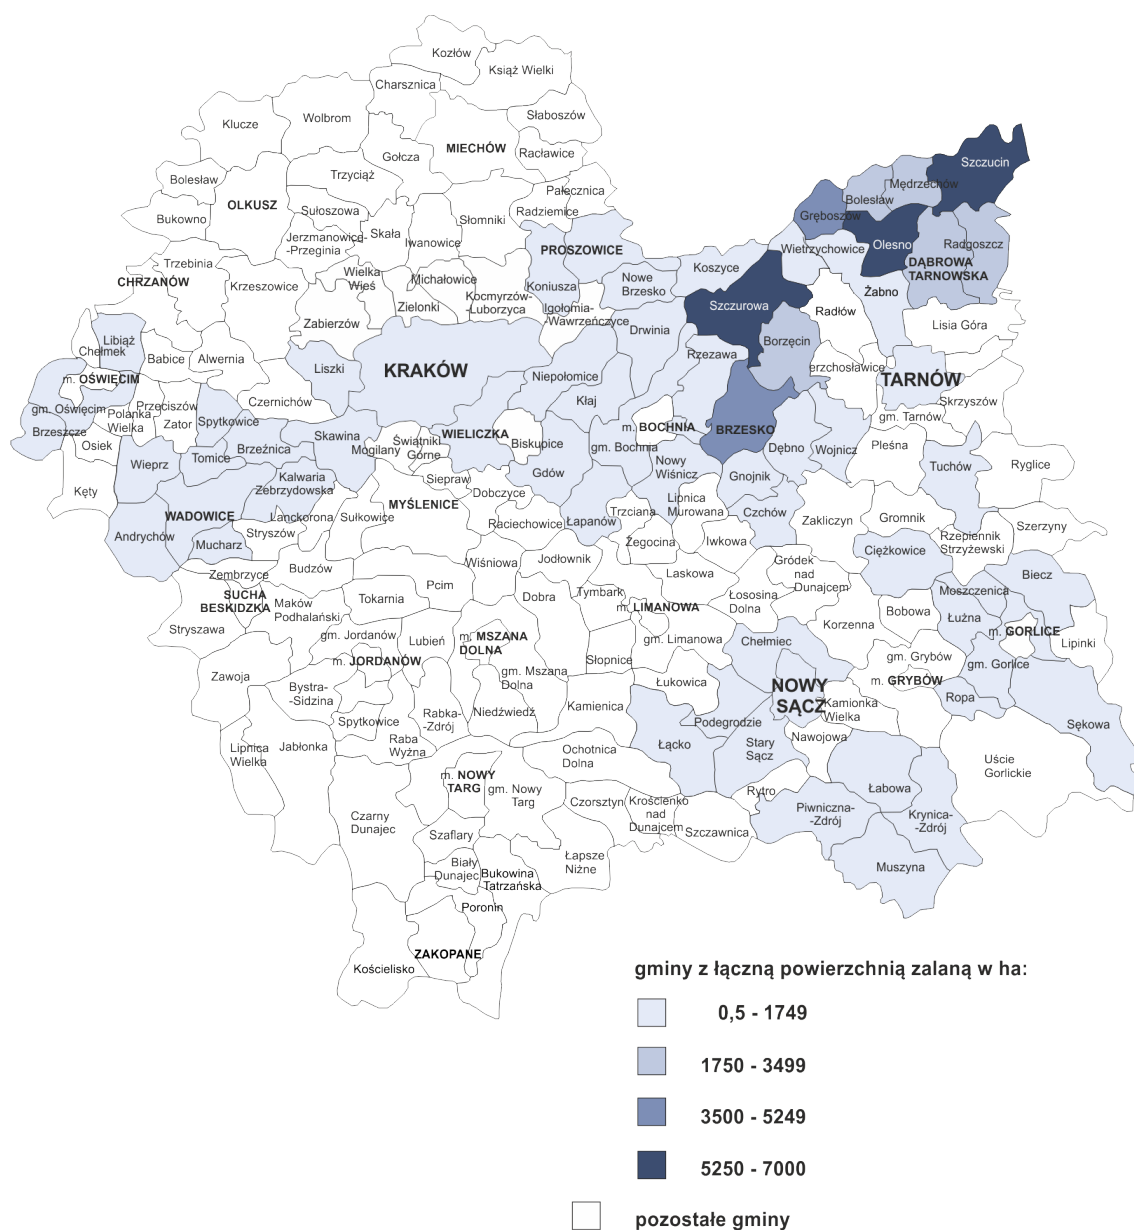 Kozłów
Książ Wielki
Charsznica
Słaboszów
Klucze
Wolbrom
MIECHÓW
Racławice
Gołcza
Trzyciąż
Bolesław
OLKUSZ
Pałecznica
Radziemice
Sułoszowa
Słomniki
Bukowno
Skała
Iwanowice
Jerzmanowice-
-Przeginia
PROSZOWICE
Trzebinia
CHRZANÓW
Krzeszowice
Wielka
Wieś
Michałowice
Koniusza
Kocmyrzów-
-Luborzyca
Zielonki
Zabierzów
Igołomia-
-Wawrzeńczyce
Nowe
Brzesko
Koszyce
Szczucin
Mędrzechów
Bolesław
Gręboszów
Olesno
Radgoszcz
Wietrzychowice
DĄBROWA
TARNOWSKA
Żabno
Szczurowa
Radłów
Lisia Góra
Drwinia
Borzęcin
Rzezawa
erzchosławice
TARNÓW
Skrzyszów
gm. Tarnów
Libiąż
Chełmek
Babice
Alwernia
Liszki
KRAKÓW
Niepołomice
Kłaj
m. OŚWIĘCIM
gm. Oświęcim
Polanka
Wielka
Przeciszów
Zator
Spytkowice
Czernichów
Brzeszcze
Osiek
Skawina
Mogilany
Świątniki
Górne
WIELICZKA
Biskupice
m. BOCHNIA
BRZESKO
gm. Bochnia
Dębno
Wojnicz
Pleśna
Tuchów
Ryglice
Brzeźnica
Tomice
Wieprz
Kęty
Kalwaria
Zebrzydowska
Siepraw
Dobczyce
Gdów
Nowy
Wiśnicz
Gnojnik
WADOWICE
Lanckorona
Sułkowice
MYŚLENICE
Raciechowice
Łapanów
Trzciana
Lipnica
Murowana
Czchów
Zakliczyn
Gromnik
Rzepiennik
Strzyżewski
Szerzyny
Andrychów
Mucharz
Stryszów
Żegocina
Iwkowa
Ciężkowice
Zembrzyce
Budzów
Wiśniowa
Jodłownik
Laskowa
Gródek
nad
Dunajcem
Biecz
SUCHA
BESKIDZKA
Maków
Podhalański
Tokarnia
Pcim
Dobra
Tymbark
m. LIMANOWA
Łososina
Dolna
Bobowa
Moszczenica
Łużna
m. GORLICE
Lipinki
Stryszawa
gm. Jordanów
Lubień
m. MSZANA
DOLNA
gm. Limanowa
Chełmiec
Korzenna
gm. Grybów
gm. Gorlice
m. JORDANÓW
Słopnice
Zawoja
gm. Mszana
Dolna
Łukowica
NOWY
SĄCZ
m. GRYBÓW
Ropa
Bystra-
-Sidzina
Kamionka
Wielka
Spytkowice
Rabka-
-Zdrój
Niedźwiedź
Kamienica
Podegrodzie
Sękowa
Lipnica
Wielka
Jabłonka
Raba
Wyżna
Ochotnica
Dolna
Łącko
Stary
Sącz
Nawojowa
Uście
Gorlickie
m. NOWY
TARG
gm. Nowy
Targ
Łabowa
Czorsztyn
Krościenko
nad
Dunajcem
Rytro
Szczawnica
Piwniczna-
-Zdrój
Krynica-
-Zdrój
Czarny
Dunajec
Szaflary
Biały
Dunajec
Łapsze
Niżne
Muszyna
Bukowina
Tatrzańska
Poronin
ZAKOPANE
Kościelisko
gminy z łączną powierzchnią zalaną w ha:
0,5 - 1749
1750 - 3499
3500 - 5249
5250 - 7000
pozostałe gminy